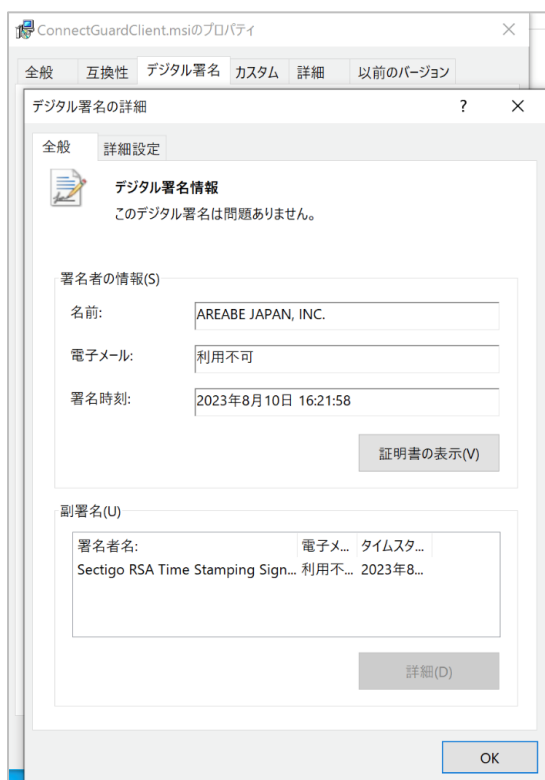 ConnectGuardClient.msiのプロパティ
全般 互換性 デジタル署名 カスタム 詳細 以前のバージョン
デジタル署名の詳細 ?
全般 詳細設定
デジタル署名情報
このデジタル署名は問題ありません。
署名者の情報(S)
名前: AREABE JAPAN, INC.
電子メール: 利用不可
署名時刻: 2023年8月10日 16:21:58
証明書の表示(V)
副署名(U)
署名者名: 電子メ... タイムスタ...
Sectigo RSA Time Stamping Sign... 利用不... 2023年8...
詳細(D)
OK